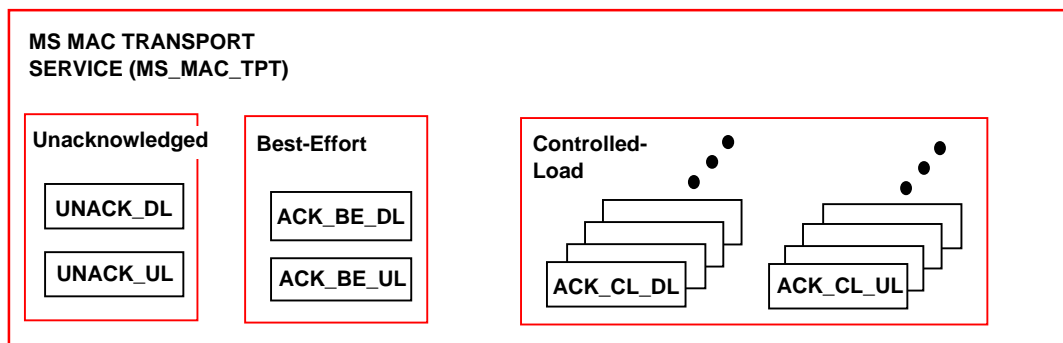 MS MAC TRANSPORT
SERVICE (MS_MAC_TPT)
Unacknowledged
UNACK_DL
UNACK_UL
Best-Effort
ACK_BE_DL
ACK_BE_UL
Controlled-
Load
ACK_CL_DL
ACK_CL_UL